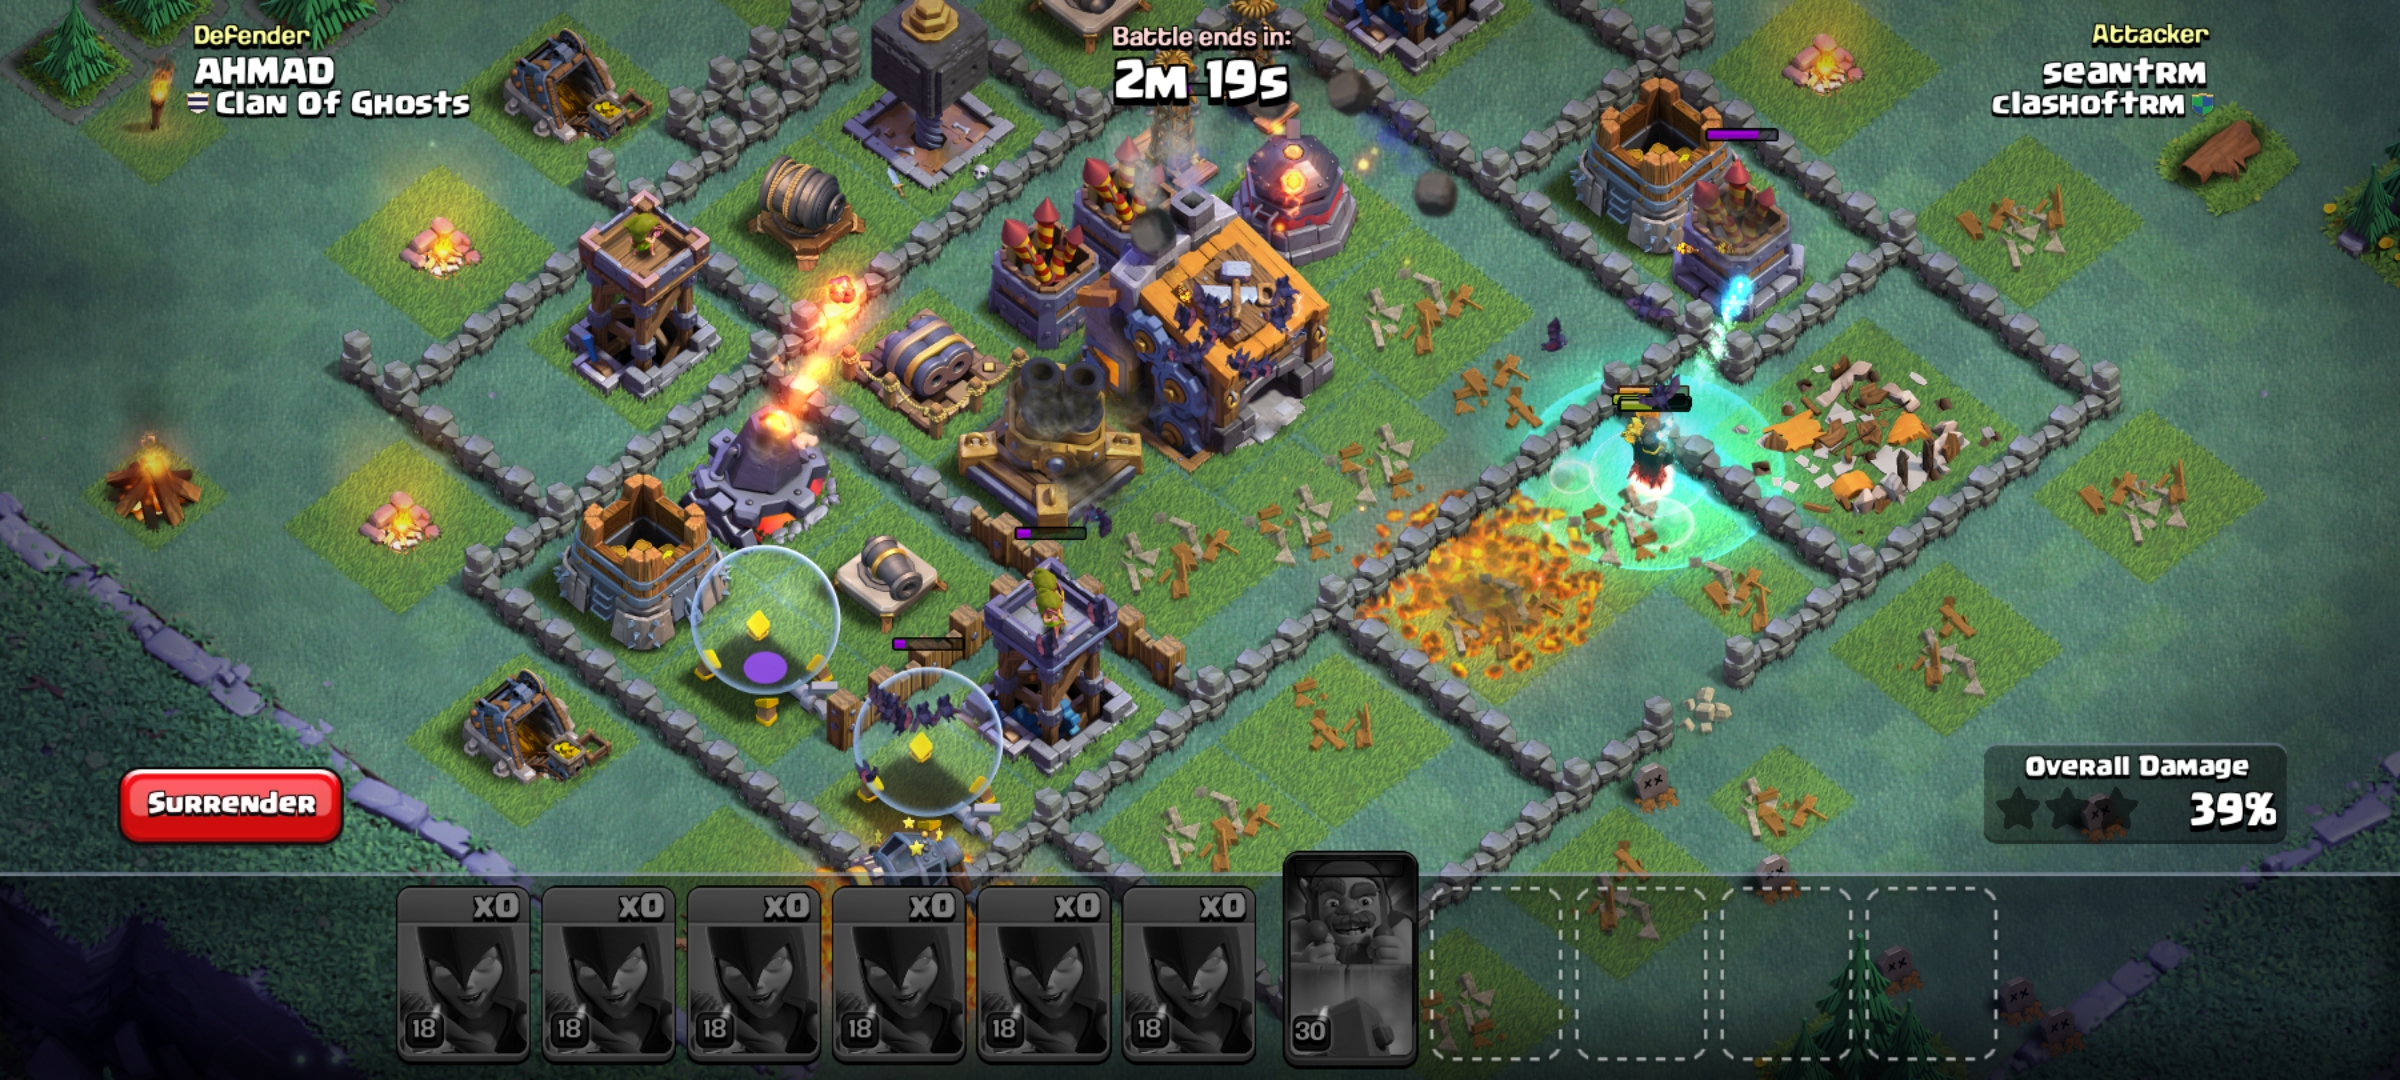 Defender
AHMAD
Clan Of Ghosts
Battle ends in:
2M 19s
Attacker
seantRM
clashoftRM
Surrender
Overall Damage
39%
x0
x0
x0
x0
x0
x0
18
18
18
18
18
18
30